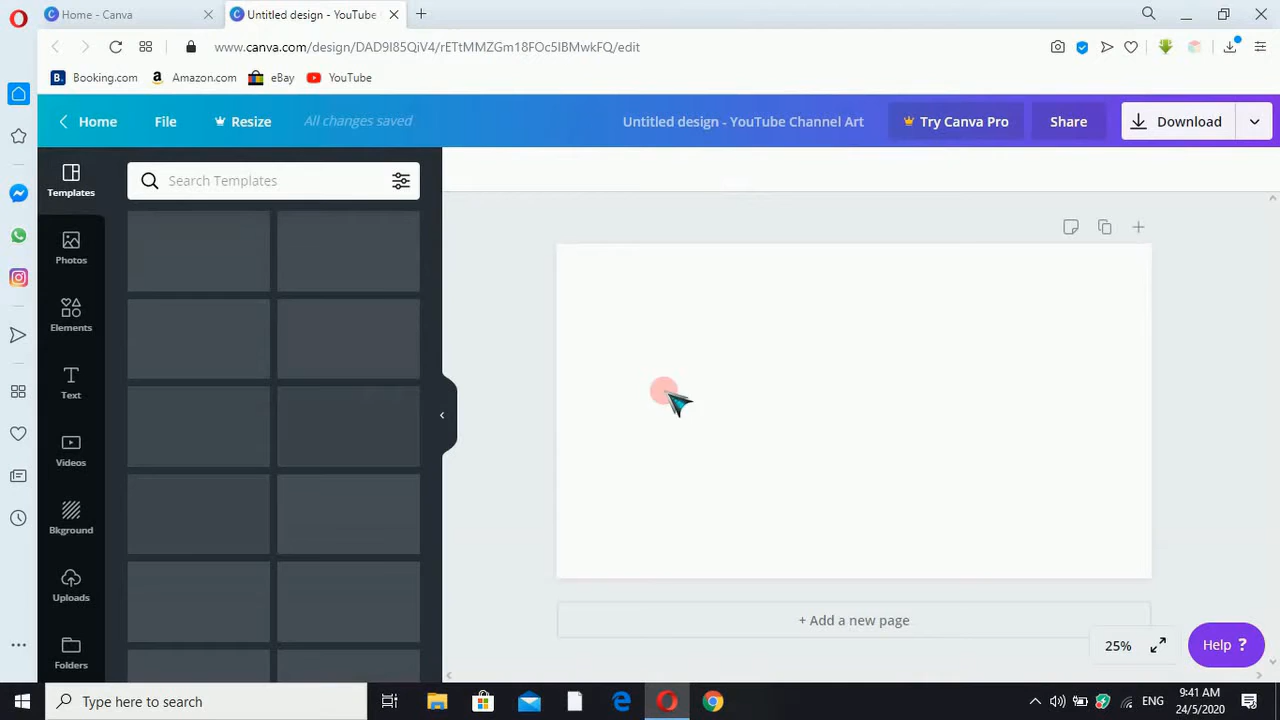 Home - Canva
Untitled design - YouTube
www.canva.com/design/DAD9I85QiV4/rETtMMZGm18FOc5IBMwkFQ/edit
Booking.com
Amazon.com
eBay
YouTube
Home
File
Resize
All changes saved
Untitled design - YouTube Channel Art
Try Canva Pro
Share
Download
Templates
Search Templates
Photos
Elements
Text
Videos
Bkground
Uploads
Folders
+ Add a new page
25%
Help ?
Type here to search
ENG
9:41 AM
24/5/2020